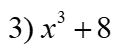 3) x³ + 8